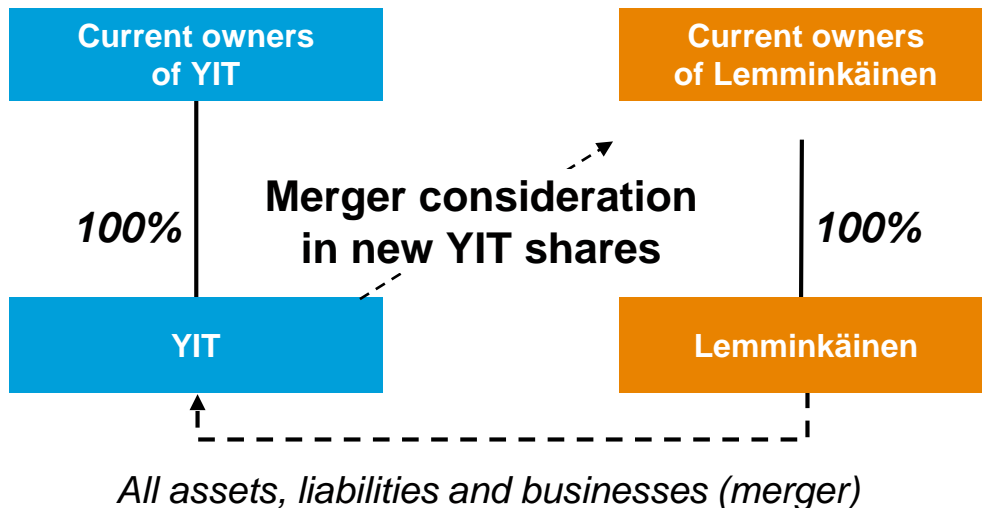 Current owners
of YIT
Current owners
of Lemminkäinen
Merger consideration
in new YIT shares
100%
100%
YIT
Lemminkäinen
All assets, liabilities and businesses (merger)